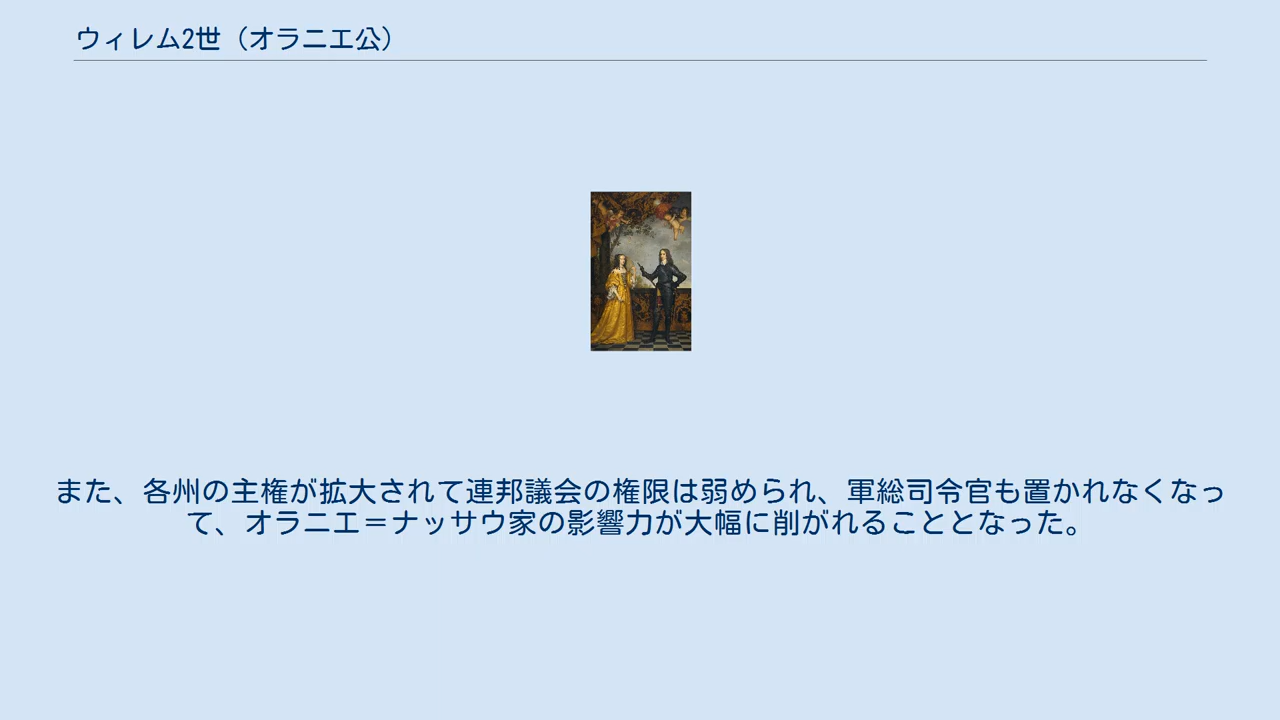 ウィレム2世（オラニエ公）
また、各州の主権が拡大されて連邦議会の権限は弱められ、軍総司令官も置かれなくなっ
て、オラニエ＝ナッサウ家の影響力が大幅に削がれることとなった。